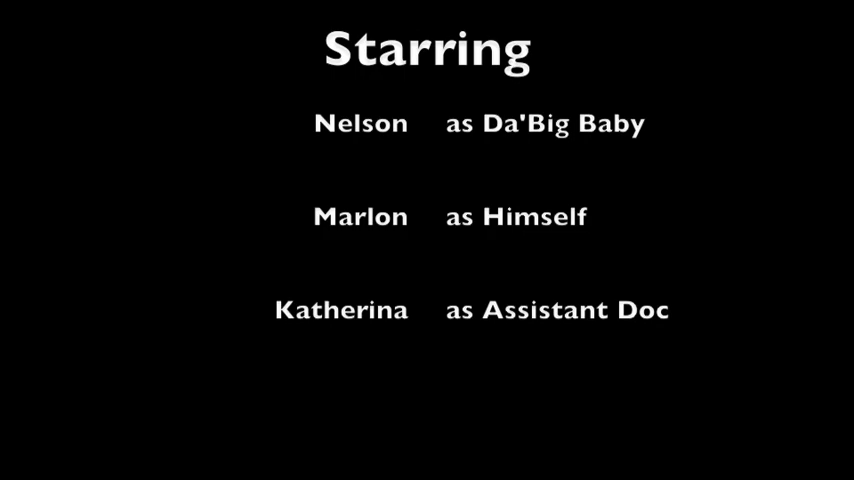 Starring
Nelson as Da'Big Baby
Marlon as Himself
Katherina as Assistant Doc